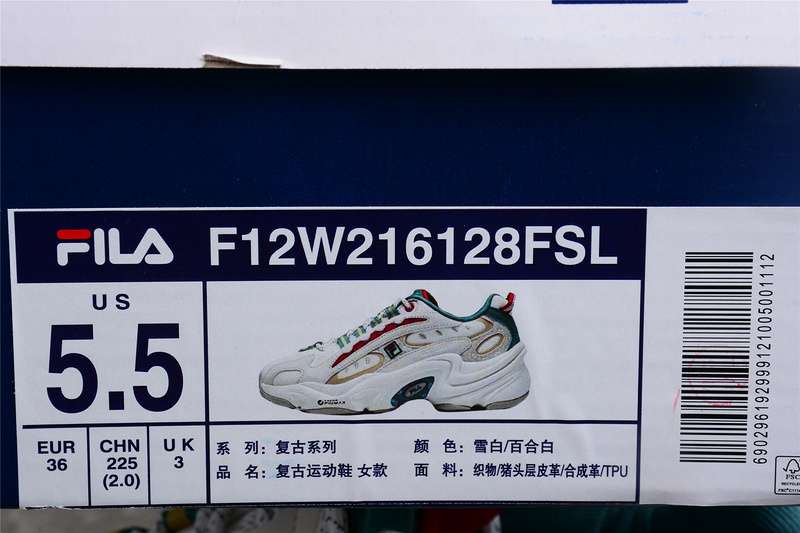 FILA F12W216128FSL
US
5.5
EUR
36
CHN
225
(2.0)
UK
3
系 列：复古系列
颜 色：雪白/百合白
品 名：复古运动鞋 女款
面 料：织物/猪头层皮革/合成革/TPU
6902961929991210050011112
FSC